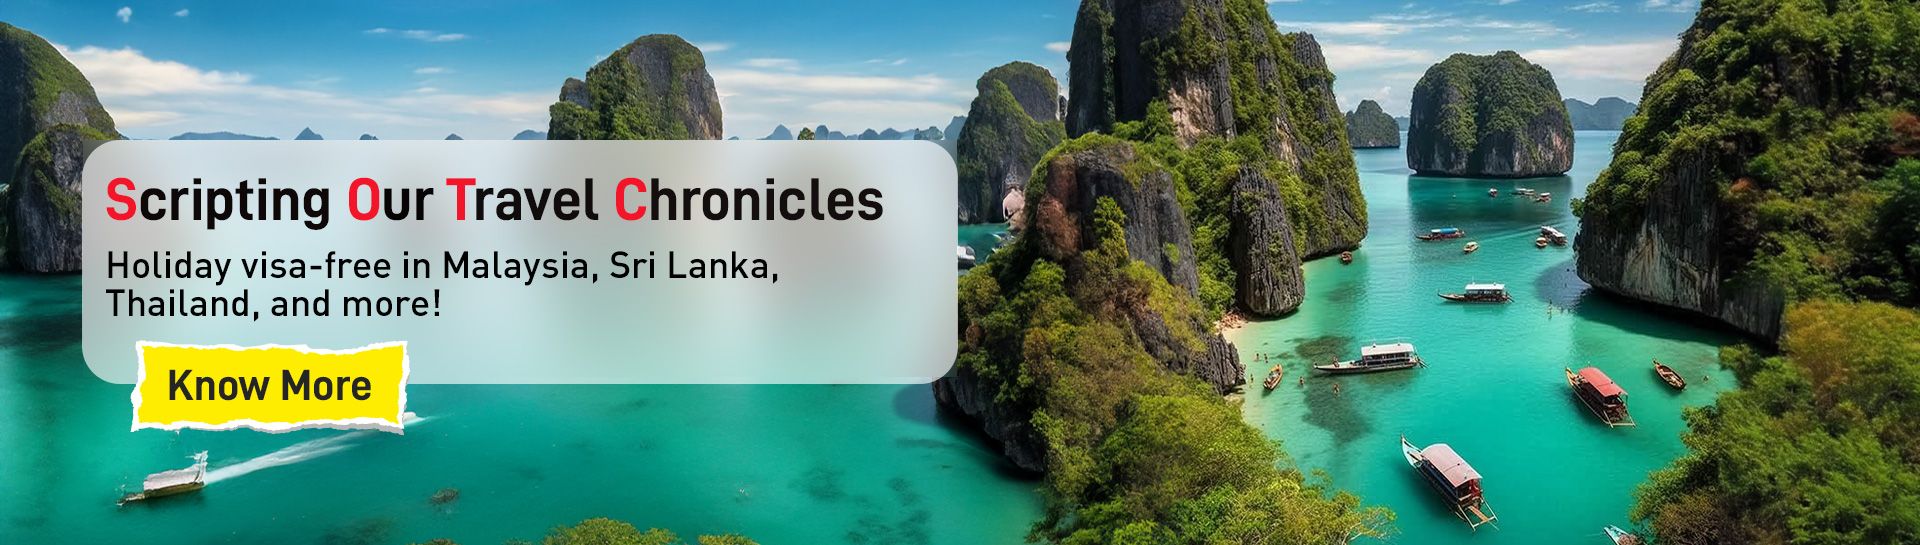 Scripting Our Travel Chronicles
Holiday visa-free in Malaysia, Sri Lanka,
Thailand, and more!
Know More